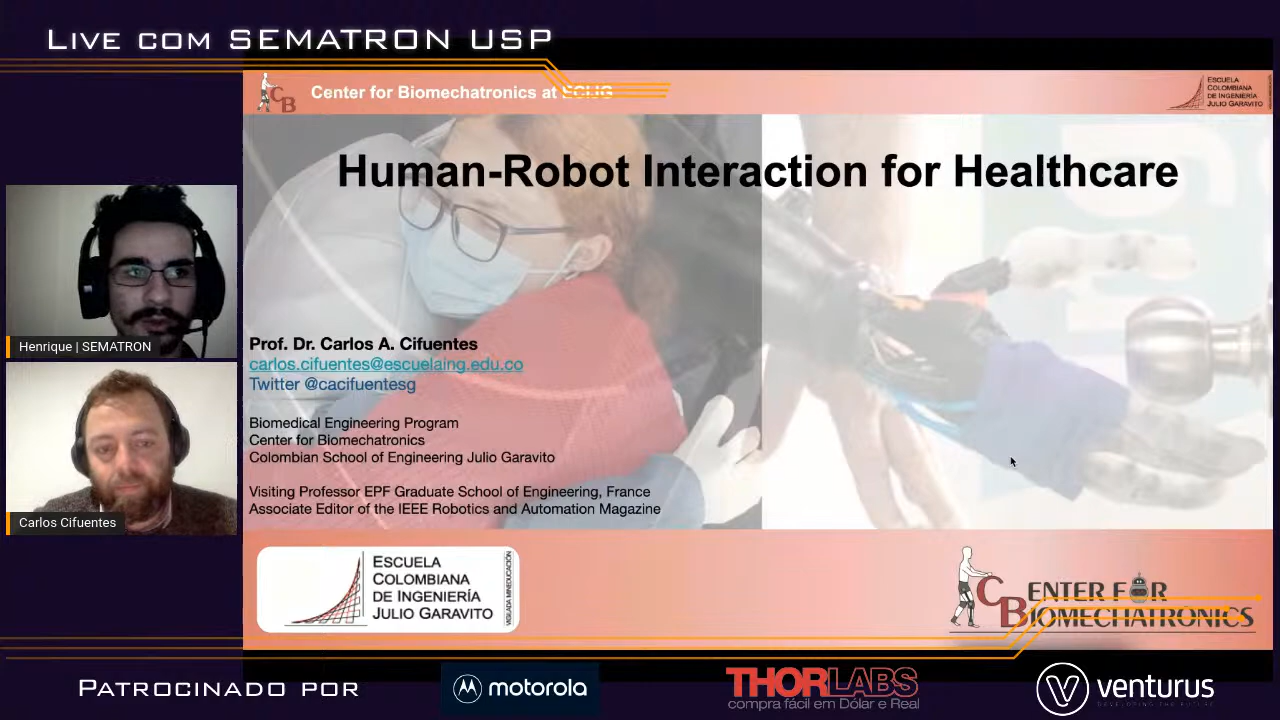 LIVE COM SEMATRON USP
Center for Biomechatronics at ECIJG
ESCUELA
COLOMBIANA
DE INGENIERÍA
JULIO GARAVITO
Human-Robot Interaction for Healthcare
Henrique | SEMATRON
Carlos Cifuentes
Prof. Dr. Carlos A. Cifuentes
carlos.cifuentes@escuelaing.edu.co
Twitter @cacifuentesg
Biomedical Engineering Program
Center for Biomechatronics
Colombian School of Engineering Julio Garavito
Visiting Professor EPF Graduate School of Engineering, France
Associate Editor of the IEEE Robotics and Automation Magazine
ESCUELA
COLOMBIANA
DE INGENIERÍA
JULIO GARAVITO
VIGILADA MINEDUCACIÓN
CENTER FOR
BIOMECHATRONICS
PATROCINADO POR
motorola
THORLABS
compra fácil em Dólar e Real
venturus